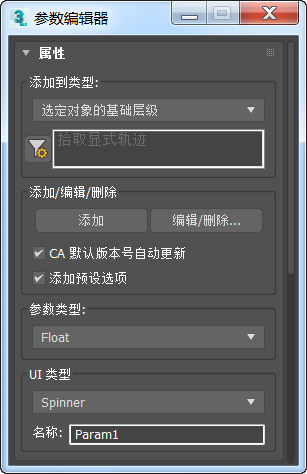 参数编辑器
属性
添加到类型:
选定对象的基础层级
拾取显式轨迹
添加/编辑/删除
添加
编辑/删除...
CA 默认版本号自动更新
添加预设选项
参数类型:
Float
UI 类型
Spinner
名称: Param1